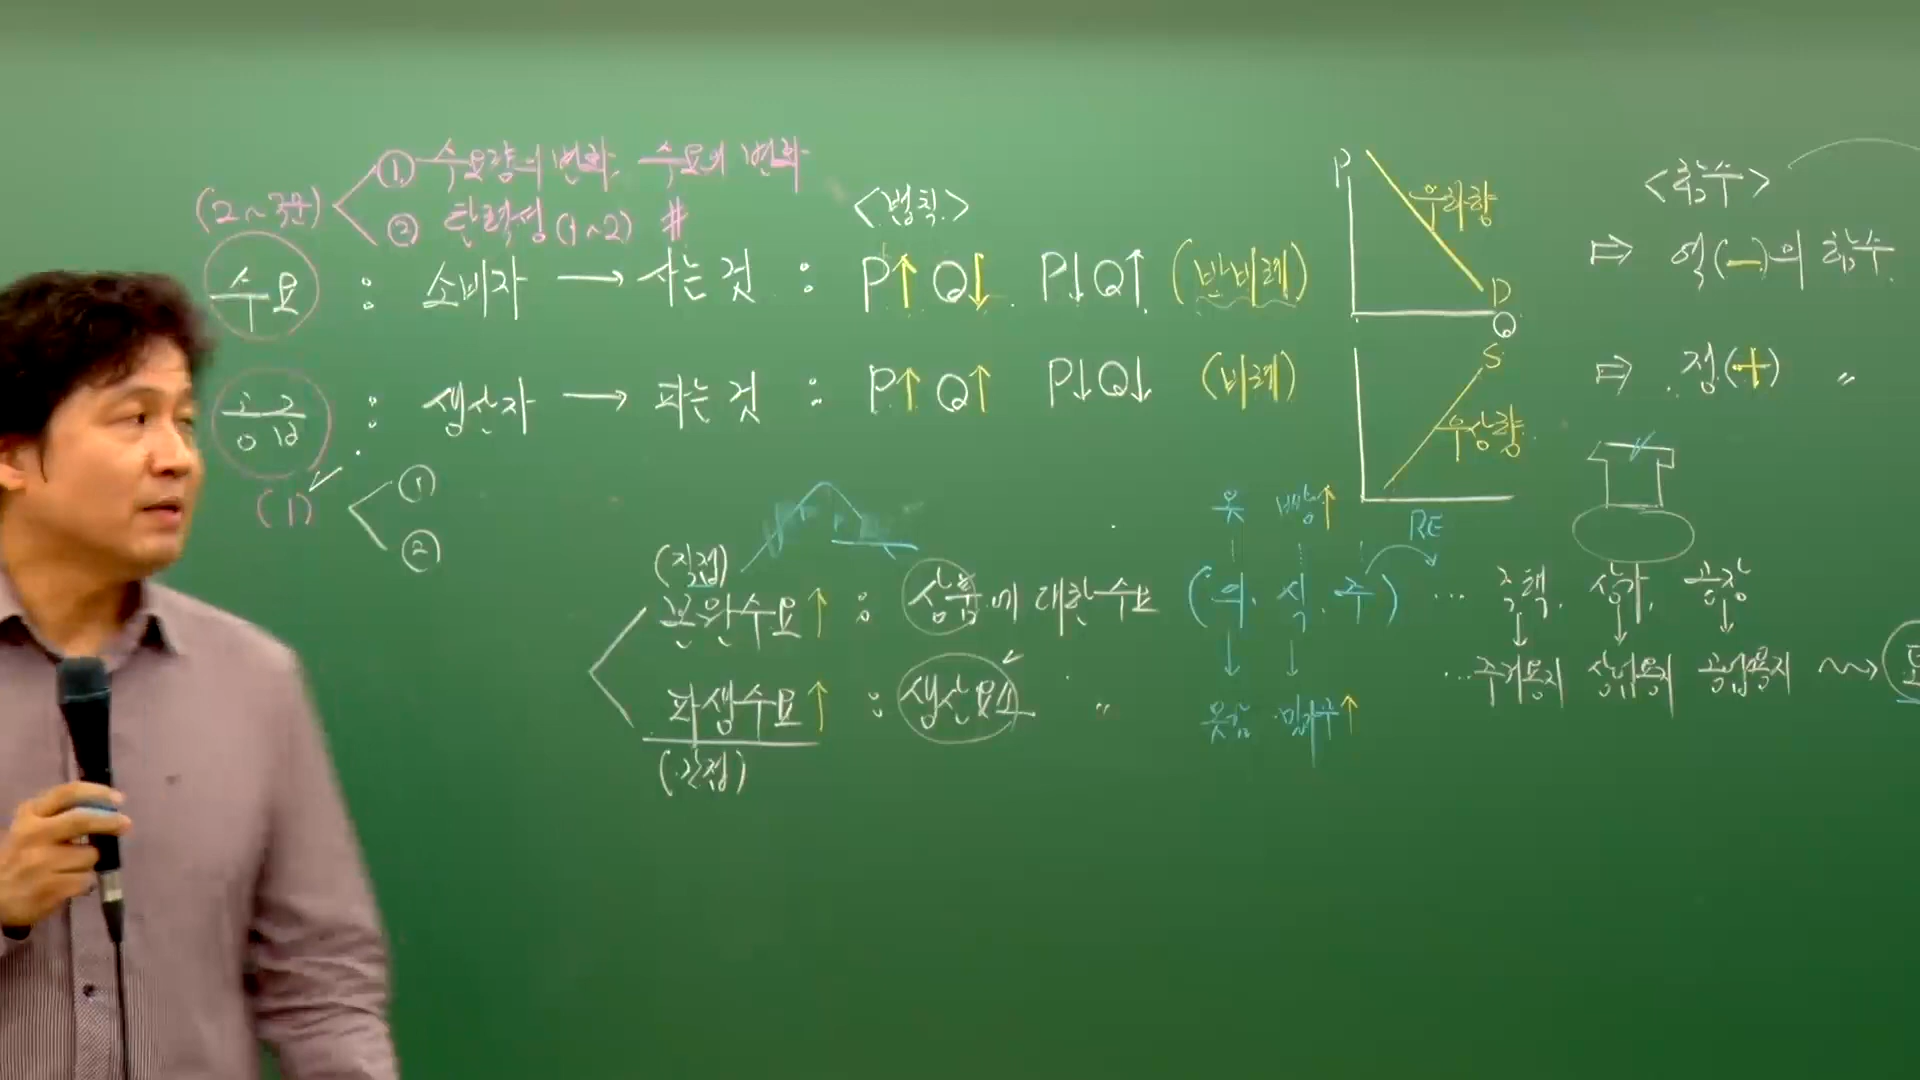 (2~3문) ① 수요량의 변화, 수요의 변화
② 탄력성 (1~2) #
<법칙>
<함수>
수요 : 소비자 → 사는 것 : P↑ Q↓. P↓ Q↑ (반비례)
P 우하향 D Q
⇨ 역(−)의 함수
공급 : 생산자 → 파는 것 : P↑ Q↑ P↓ Q↓ (비례)
S 우상향
⇨ 정(+) 〃
(1) ① ②
옷 빵↑ RE
(직접)
본원수요↑ : 상품에 대한 수요 (의. 식. 주) … 주택. 상가. 공장
파생수요↑ : 생산요소 〃 옷감 밀가루↑ … 주거용지 상업용지 공업용지
(간접)